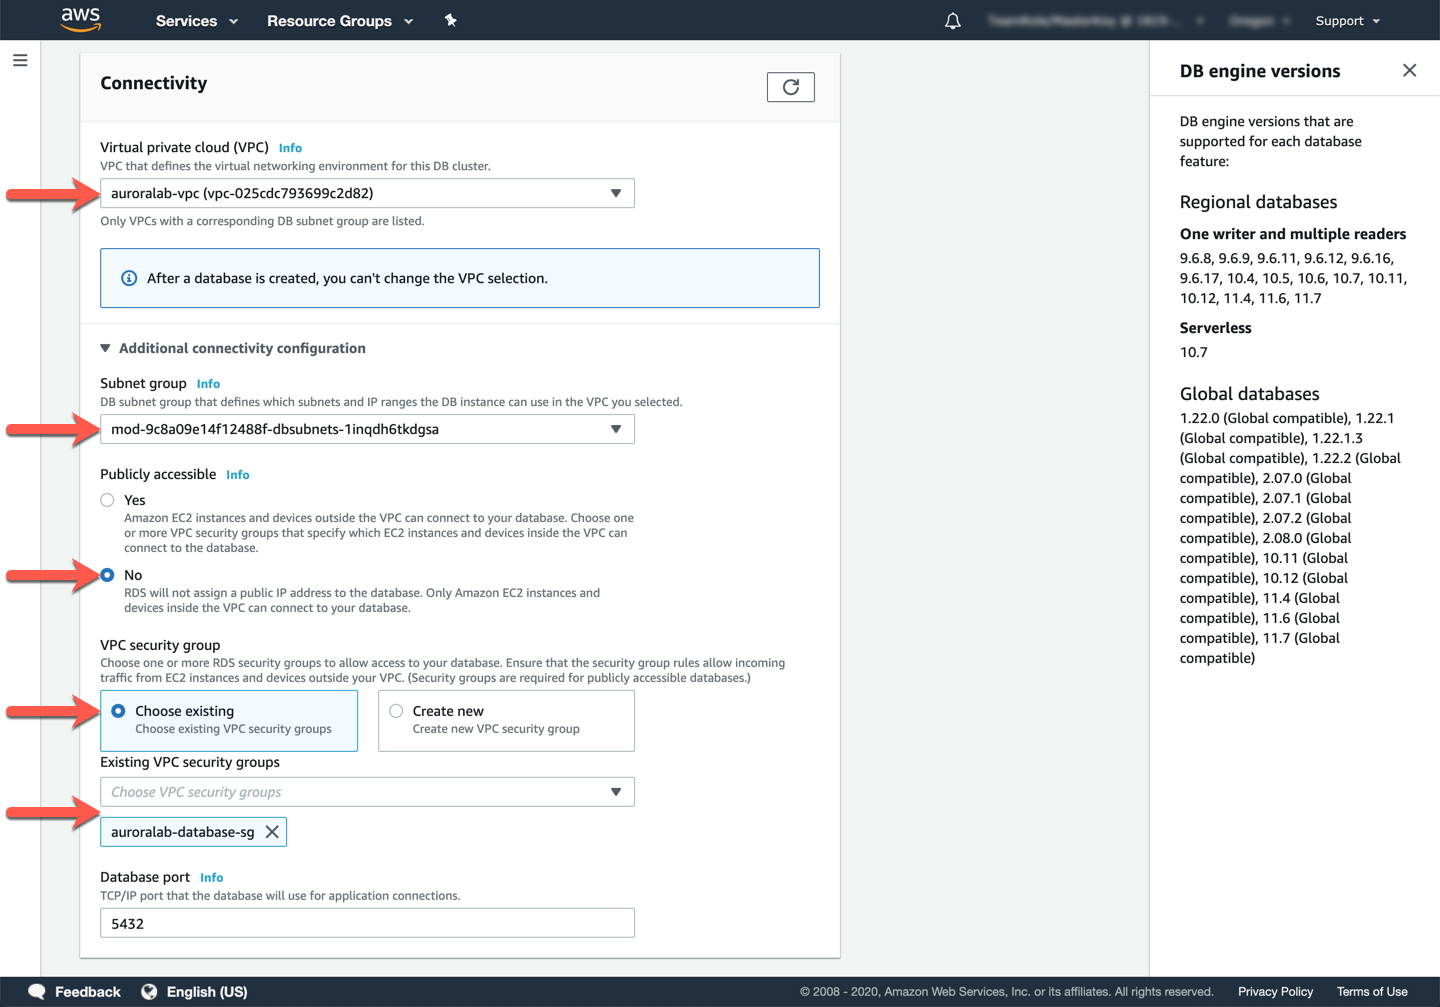 aws
Services
Resource Groups
Support
Connectivity
Virtual private cloud (VPC) Info
VPC that defines the virtual networking environment for this DB cluster.
auroralab-vpc (vpc-025cdc793699c2d82)
Only VPCs with a corresponding DB subnet group are listed.
After a database is created, you can't change the VPC selection.
Additional connectivity configuration
Subnet group Info
DB subnet group that defines which subnets and IP ranges the DB instance can use in the VPC you selected.
mod-9c8a09e14f12488f-dbsubnets-1inqdh6tkdgsa
Publicly accessible Info
Yes
Amazon EC2 instances and devices outside the VPC can connect to your database. Choose one
or more VPC security groups that specify which EC2 instances and devices inside the VPC can
connect to the database.
No
RDS will not assign a public IP address to the database. Only Amazon EC2 instances and
devices inside the VPC can connect to your database.
VPC security group
Choose one or more RDS security groups to allow access to your database. Ensure that the security group rules allow incoming
traffic from EC2 instances and devices outside your VPC. (Security groups are required for publicly accessible databases.)
Choose existing
Choose existing VPC security groups
Create new
Create new VPC security group
Existing VPC security groups
Choose VPC security groups
auroralab-database-sg
Database port Info
TCP/IP port that the database will use for application connections.
5432
DB engine versions
DB engine versions that are
supported for each database
feature:
Regional databases
One writer and multiple readers
9.6.8, 9.6.9, 9.6.11, 9.6.12, 9.6.16,
9.6.17, 10.4, 10.5, 10.6, 10.7, 10.11,
10.12, 11.4, 11.6, 11.7
Serverless
10.7
Global databases
1.22.0 (Global compatible), 1.22.1
(Global compatible), 1.22.1.3
(Global compatible), 1.22.2 (Global
compatible), 2.07.0 (Global
compatible), 2.07.1 (Global
compatible), 2.07.2 (Global
compatible), 2.08.0 (Global
compatible), 10.11 (Global
compatible), 10.12 (Global
compatible), 11.4 (Global
compatible), 11.6 (Global
compatible), 11.7 (Global
compatible)
Feedback
English (US)
© 2008 - 2020, Amazon Web Services, Inc. or its affiliates. All rights reserved.
Privacy Policy
Terms of Use